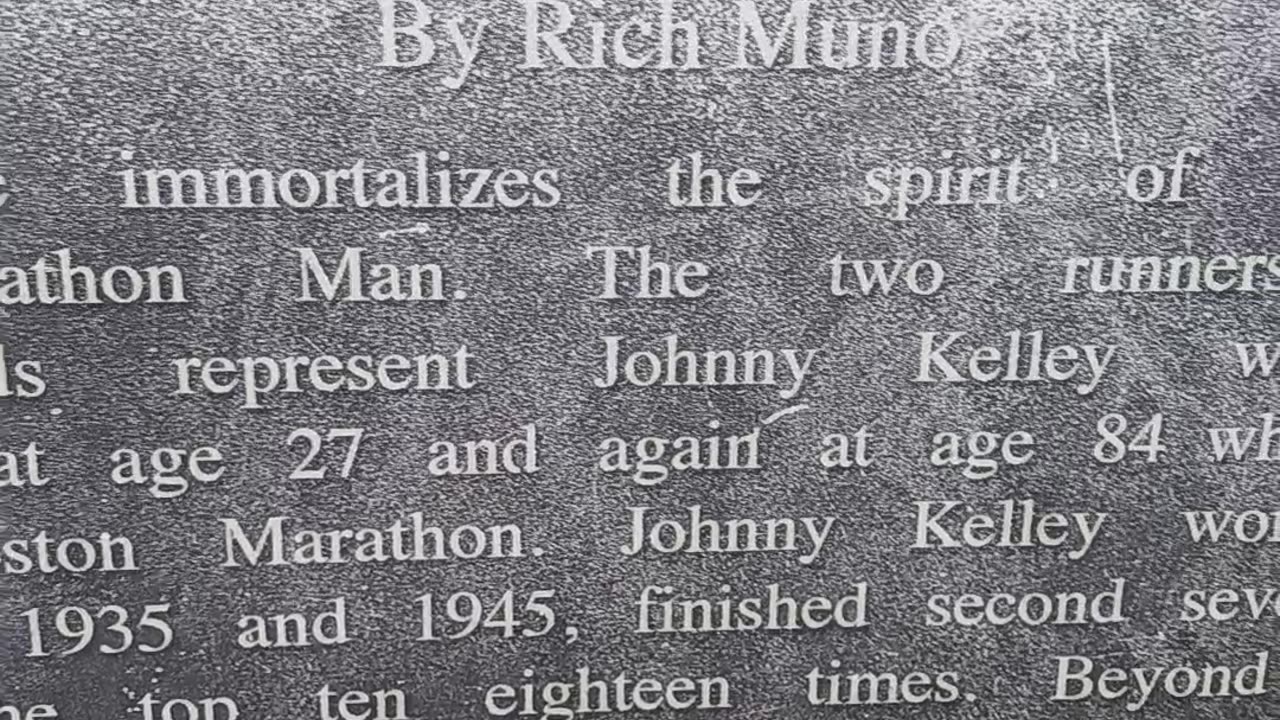 By Rich Muno
immortalizes the spirit of
athon Man. The two runners
ls represent Johnny Kelley w
at age 27 and again at age 84 wh
ston Marathon. Johnny Kelley wo
1935 and 1945, finished second sev
he top ten eighteen times. Beyond